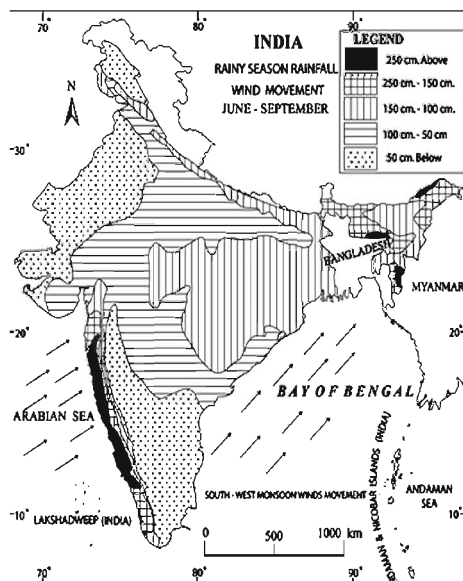 70° 80° 90°
INDIA
RAINY SEASON RAINFALL
WIND MOVEMENT
JUNE - SEPTEMBER
LEGEND
250 cm. Above
250 cm.-150 cm.
150 cm.-100 cm.
100 cm.- 50 cm
50 cm. Below
N
30°
30°
BANGLADESH
MYANMAR
20°
20°
ARABIAN SEA
BAY OF BENGAL
ANDAMAN & NICOBAR ISLANDS (INDIA)
ANDAMAN
SEA
SOUTH - WEST MONSOON WINDS MOVEMENT
LAKSHADWEEP (INDIA)
10°
10°
0 500 1000 km
70° 80° 90°